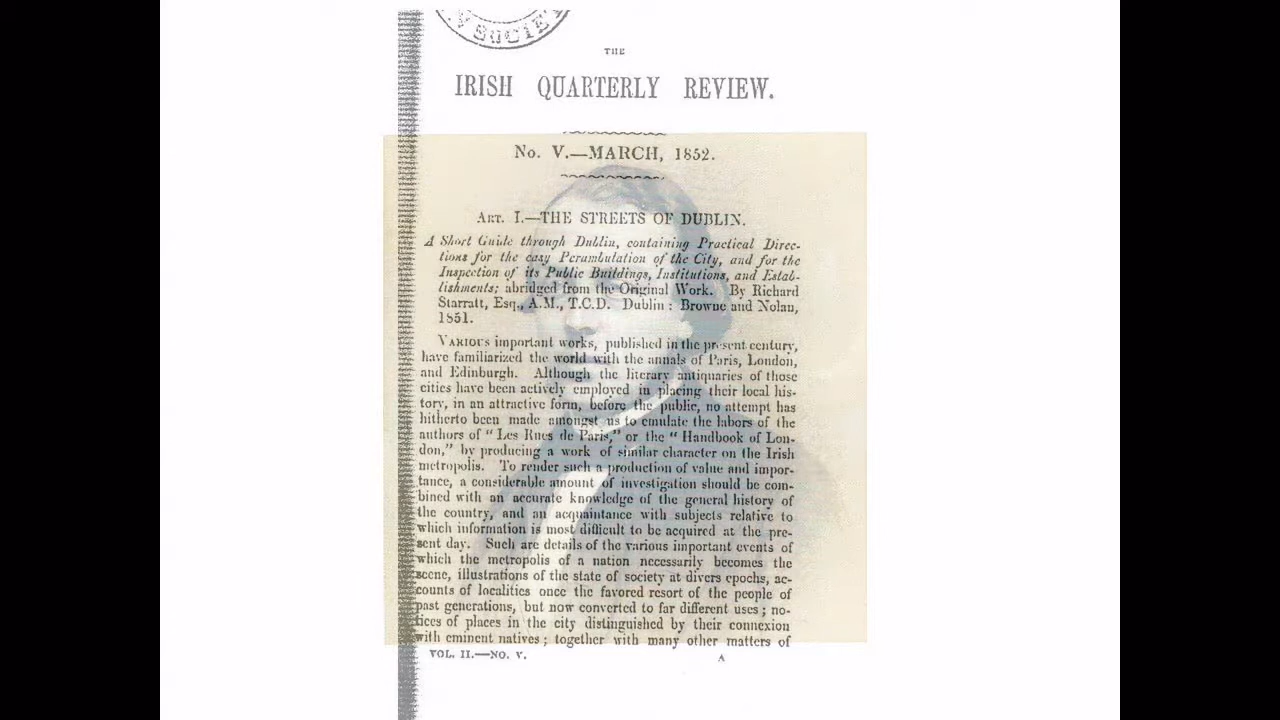 N SOCIE
THE
IRISH QUARTERLY REVIEW.
No. V.—MARCH, 1852.
ART. I.—THE STREETS OF DUBLIN.
A Short Guide through Dublin, containing Practical Direc-
tions for the easy Perambulation of the City, and for the
Inspection of its Public Buildings, Institutions, and Estab-
lishments; abridged from the Original Work. By Richard
Starratt, Esq., A.M., T.C.D. Dublin: Browne and Nolan,
1851.
VARIOUS important works, published in the present century,
have familiarized the world with the annals of Paris, London,
and Edinburgh. Although the literary antiquaries of those
cities have been actively employed in placing their local his-
tory, in an attractive form, before the public, no attempt has
hitherto been made amongst us to emulate the labors of the
authors of “Les Rues de Paris,” or the “Handbook of Lon-
don,” by producing a work of similar character on the Irish
metropolis. To render such a production of value and impor-
tance, a considerable amount of investigation should be com-
bined with an accurate knowledge of the general history of
the country, and an acquaintance with subjects relative to
which information is most difficult to be acquired at the pre-
sent day. Such are details of the various important events of
which the metropolis of a nation necessarily becomes the
scene, illustrations of the state of society at divers epochs, ac-
counts of localities once the favored resort of the people of
past generations, but now converted to far different uses; no-
tices of places in the city distinguished by their connexion
with eminent natives; together with many other matters of
VOL. II.—NO. V.
A